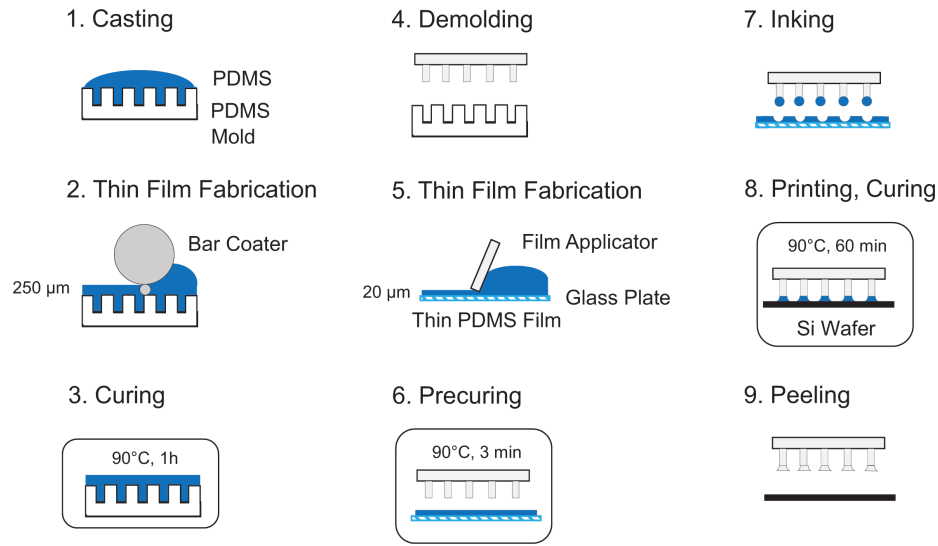 1. Casting
PDMS
PDMS
Mold
2. Thin Film Fabrication
Bar Coater
250 µm
3. Curing
90°C, 1h
4. Demolding
5. Thin Film Fabrication
Film Applicator
20 µm
Glass Plate
Thin PDMS Film
6. Precuring
90°C, 3 min
7. Inking
8. Printing, Curing
90°C, 60 min
Si Wafer
9. Peeling